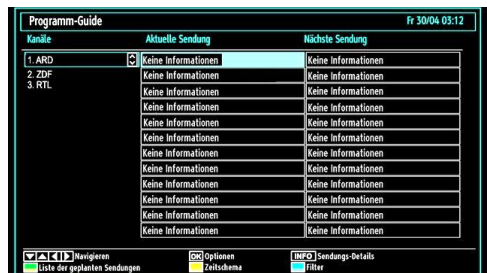 Programm-Guide Fr 30/04 03:12
Kanäle Aktuelle Sendung Nächste Sendung
1. ARD Keine Informationen Keine Informationen
2. ZDF Keine Informationen Keine Informationen
3. RTL Keine Informationen Keine Informationen
Keine Informationen Keine Informationen
Keine Informationen Keine Informationen
Keine Informationen Keine Informationen
Keine Informationen Keine Informationen
Keine Informationen Keine Informationen
Keine Informationen Keine Informationen
Keine Informationen Keine Informationen
Keine Informationen Keine Informationen
Keine Informationen Keine Informationen
Navigieren OK Optionen INFO Sendungs-Details
Liste der geplanten Sendungen Zeitschema Filter